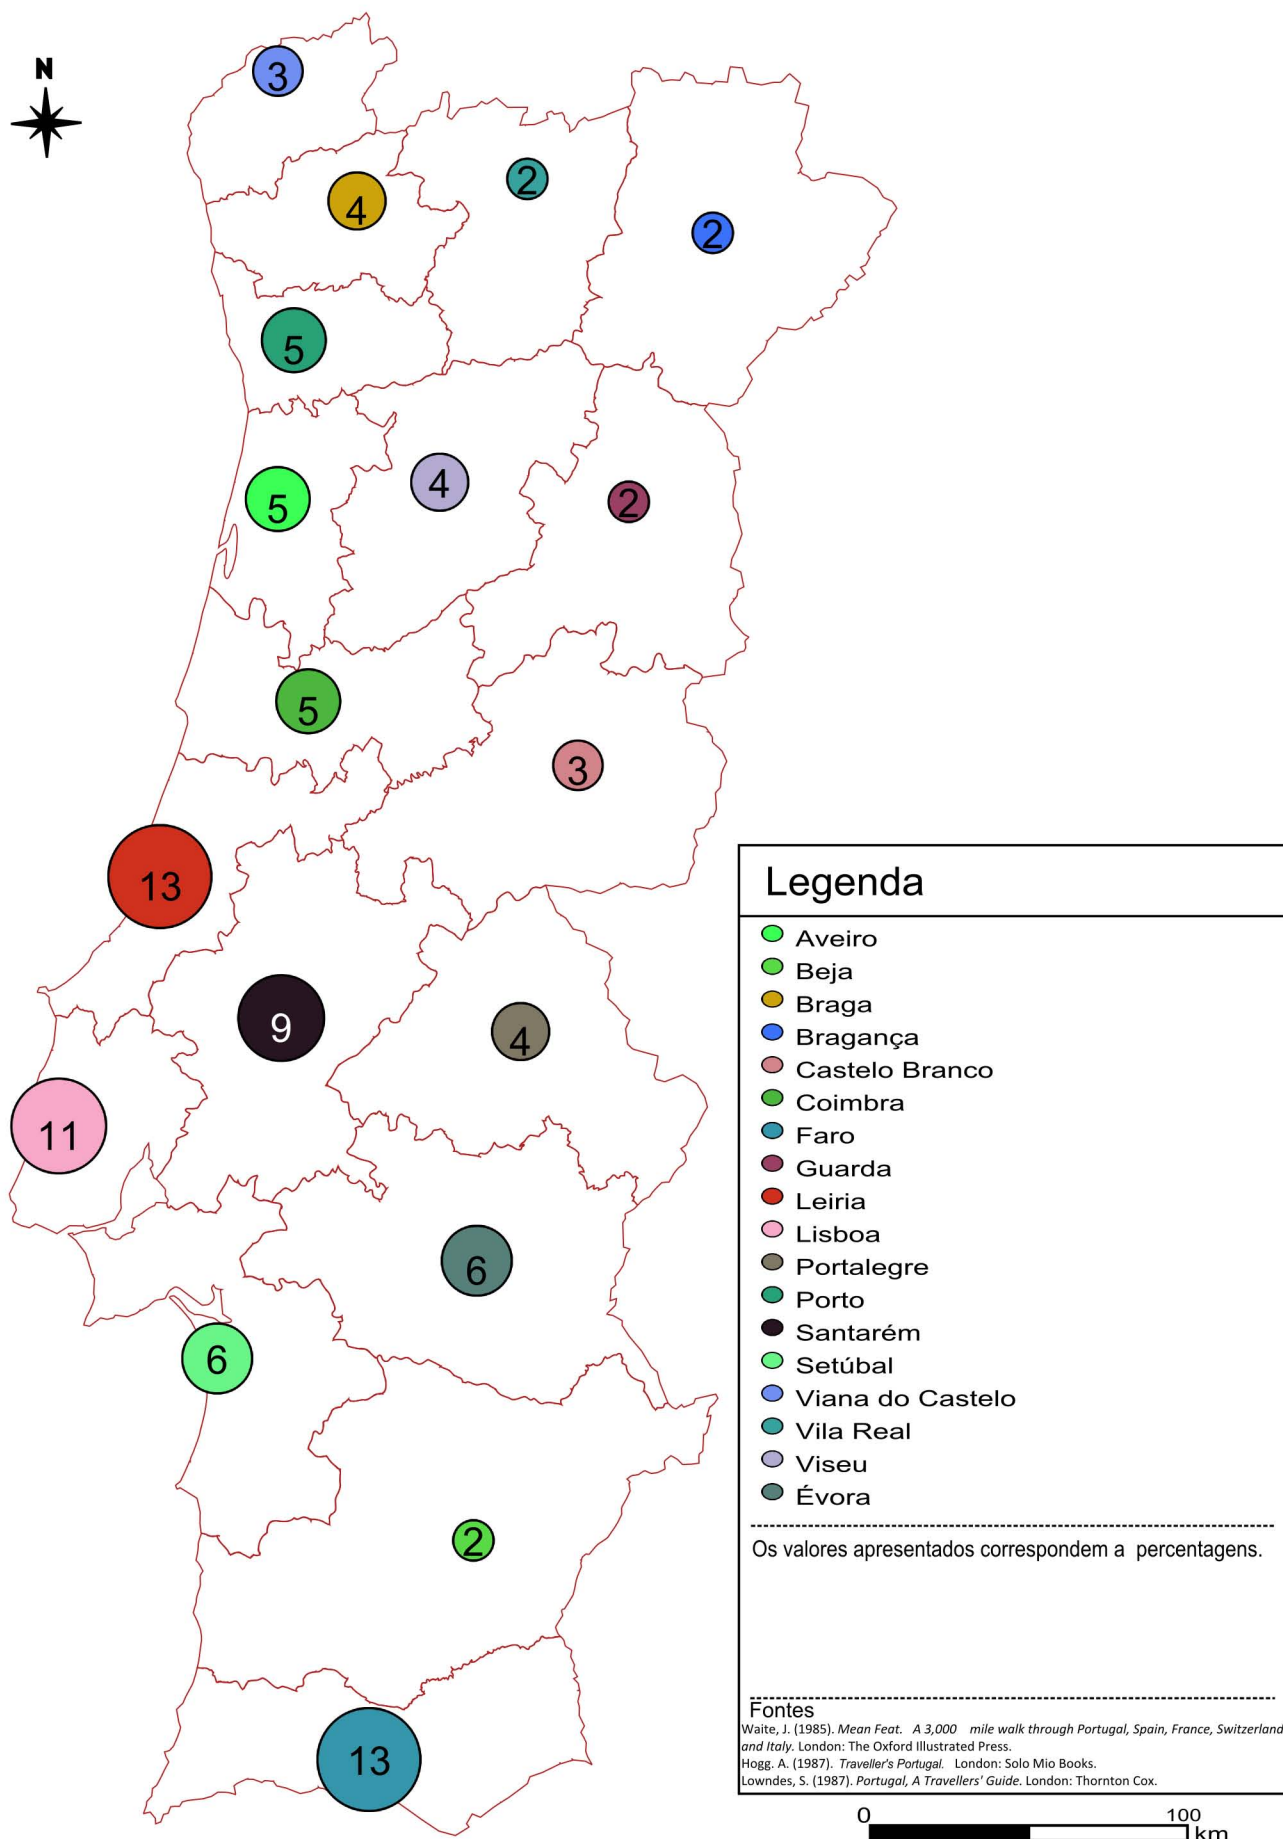 N
3
2
4
2
5
4
2
5
5
3
13
9
4
11
6
6
2
13
Legenda
Aveiro
Beja
Braga
Bragança
Castelo Branco
Coimbra
Faro
Guarda
Leiria
Lisboa
Portalegre
Porto
Santarém
Setúbal
Viana do Castelo
Vila Real
Viseu
Évora
Os valores apresentados correspondem a percentagens.
Fontes
Waite, J. (1985). Mean Feat. A 3,000 mile walk through Portugal, Spain, France, Switzerland
and Italy. London: The Oxford Illustrated Press.
Hogg. A. (1987). Traveller's Portugal. London: Solo Mio Books.
Lowndes, S. (1987). Portugal, A Travellers' Guide. London: Thornton Cox.
0 100
km